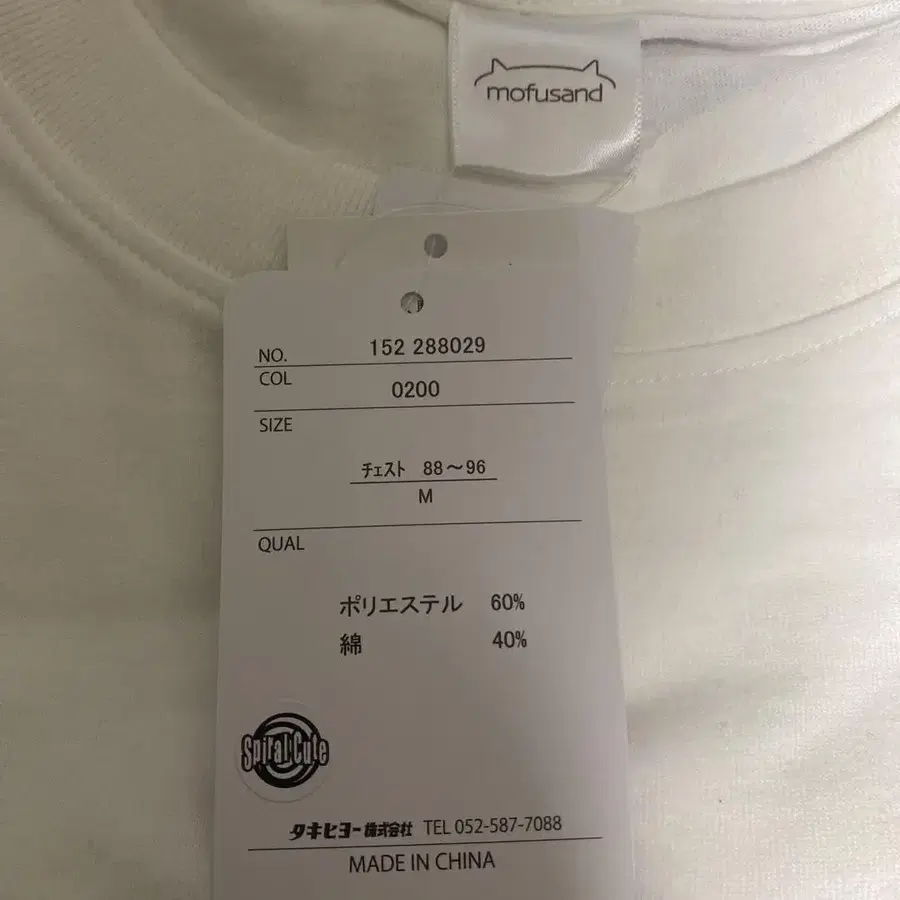 mofusand
NO. 152 288029
COL 0200
SIZE
チェスト 88～96
M
QUAL
ポリエステル 60%
綿 40%
Spiral Cute
タキヒヨー株式会社 TEL 052-587-7088
MADE IN CHINA